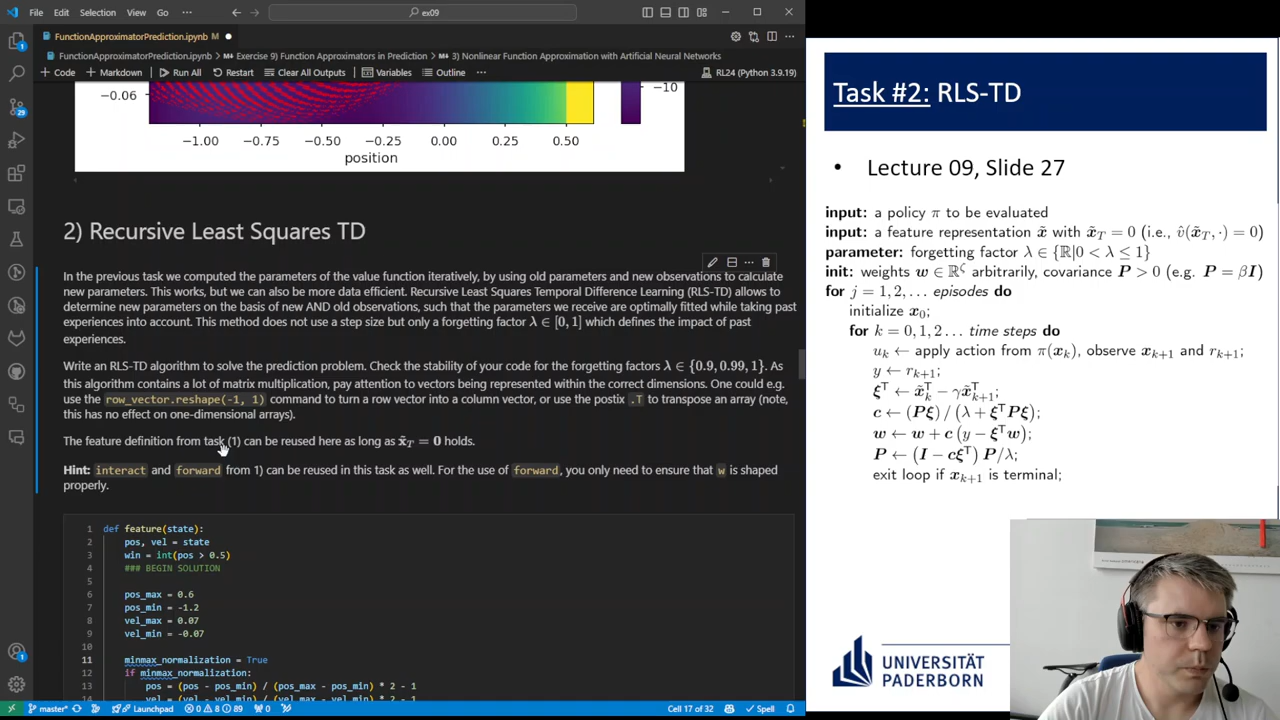 File Edit Selection View Go ... ex09
FunctionApproximatorPrediction.ipynb M
FunctionApproximatorPrediction.ipynb > Exercise 9) Function Approximators in Prediction > 3) Nonlinear Function Approximation with Artificial Neural Networks
+ Code + Markdown Run All Restart Clear All Outputs Variables Outline ... RL24 (Python 3.9.19)
−0.06
−10
−1.00 −0.75 −0.50 −0.25 0.00 0.25 0.50
position
2) Recursive Least Squares TD
In the previous task we computed the parameters of the value function iteratively, by using old parameters and new observations to calculate
new parameters. This works, but we can also be more data efficient. Recursive Least Squares Temporal Difference Learning (RLS-TD) allows to
determine new parameters on the basis of new AND old observations, such that the parameters we receive are optimally fitted while taking past
experiences into account. This method does not use a step size but only a forgetting factor λ ∈ [0, 1] which defines the impact of past
experiences.
Write an RLS-TD algorithm to solve the prediction problem. Check the stability of your code for the forgetting factors λ ∈ {0.9, 0.99, 1}. As
this algorithm contains a lot of matrix multiplication, pay attention to vectors being represented within the correct dimensions. One could e.g.
use the row_vector.reshape(-1, 1) command to turn a row vector into a column vector, or use the postix .T to transpose an array (note,
this has no effect on one-dimensional arrays).
The feature definition from task (1) can be reused here as long as x̃_T = 0 holds.
Hint: interact and forward from 1) can be reused in this task as well. For the use of forward, you only need to ensure that w is shaped
properly.
1 def feature(state):
2 pos, vel = state
3 win = int(pos > 0.5)
4 ### BEGIN SOLUTION
5
6 pos_max = 0.6
7 pos_min = -1.2
8 vel_max = 0.07
9 vel_min = -0.07
10
11 minmax_normalization = True
12 if minmax_normalization:
13 pos = (pos - pos_min) / (pos_max - pos_min) * 2 - 1
14 vel = (vel - vel_min) / (vel_max - vel_min) * 2 - 1
master* Launchpad 0 8 89 0 Cell 17 of 32 Spell
1
29
Task #2: RLS-TD
• Lecture 09, Slide 27
input: a policy π to be evaluated
input: a feature representation x̃ with x̃_T = 0 (i.e., v̂(x̃_T, ·) = 0)
parameter: forgetting factor λ ∈ {ℝ|0 < λ ≤ 1}
init: weights w ∈ ℝ^ζ arbitrarily, covariance P > 0 (e.g. P = βI)
for j = 1, 2, ... episodes do
initialize x_0;
for k = 0, 1, 2 ... time steps do
u_k ← apply action from π(x_k), observe x_{k+1} and r_{k+1};
y ← r_{k+1};
ξ^T ← x̃_k^T − γx̃_{k+1}^T;
c ← (Pξ) / (λ + ξ^T Pξ);
w ← w + c (y − ξ^T w);
P ← (I − cξ^T) P/λ;
exit loop if x_{k+1} is terminal;
UNIVERSITÄT
PADERBORN